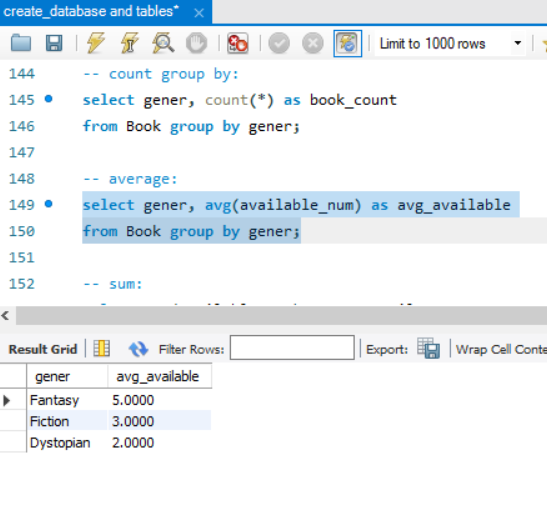 create_database and tables* ×
Limit to 1000 rows
144 -- count group by:
145 select gener, count(*) as book_count
146 from Book group by gener;
147
148 -- average:
149 select gener, avg(available_num) as avg_available
150 from Book group by gener;
151
152 -- sum:
Result Grid Filter Rows: Export: Wrap Cell Conte
gener avg_available
Fantasy 5.0000
Fiction 3.0000
Dystopian 2.0000